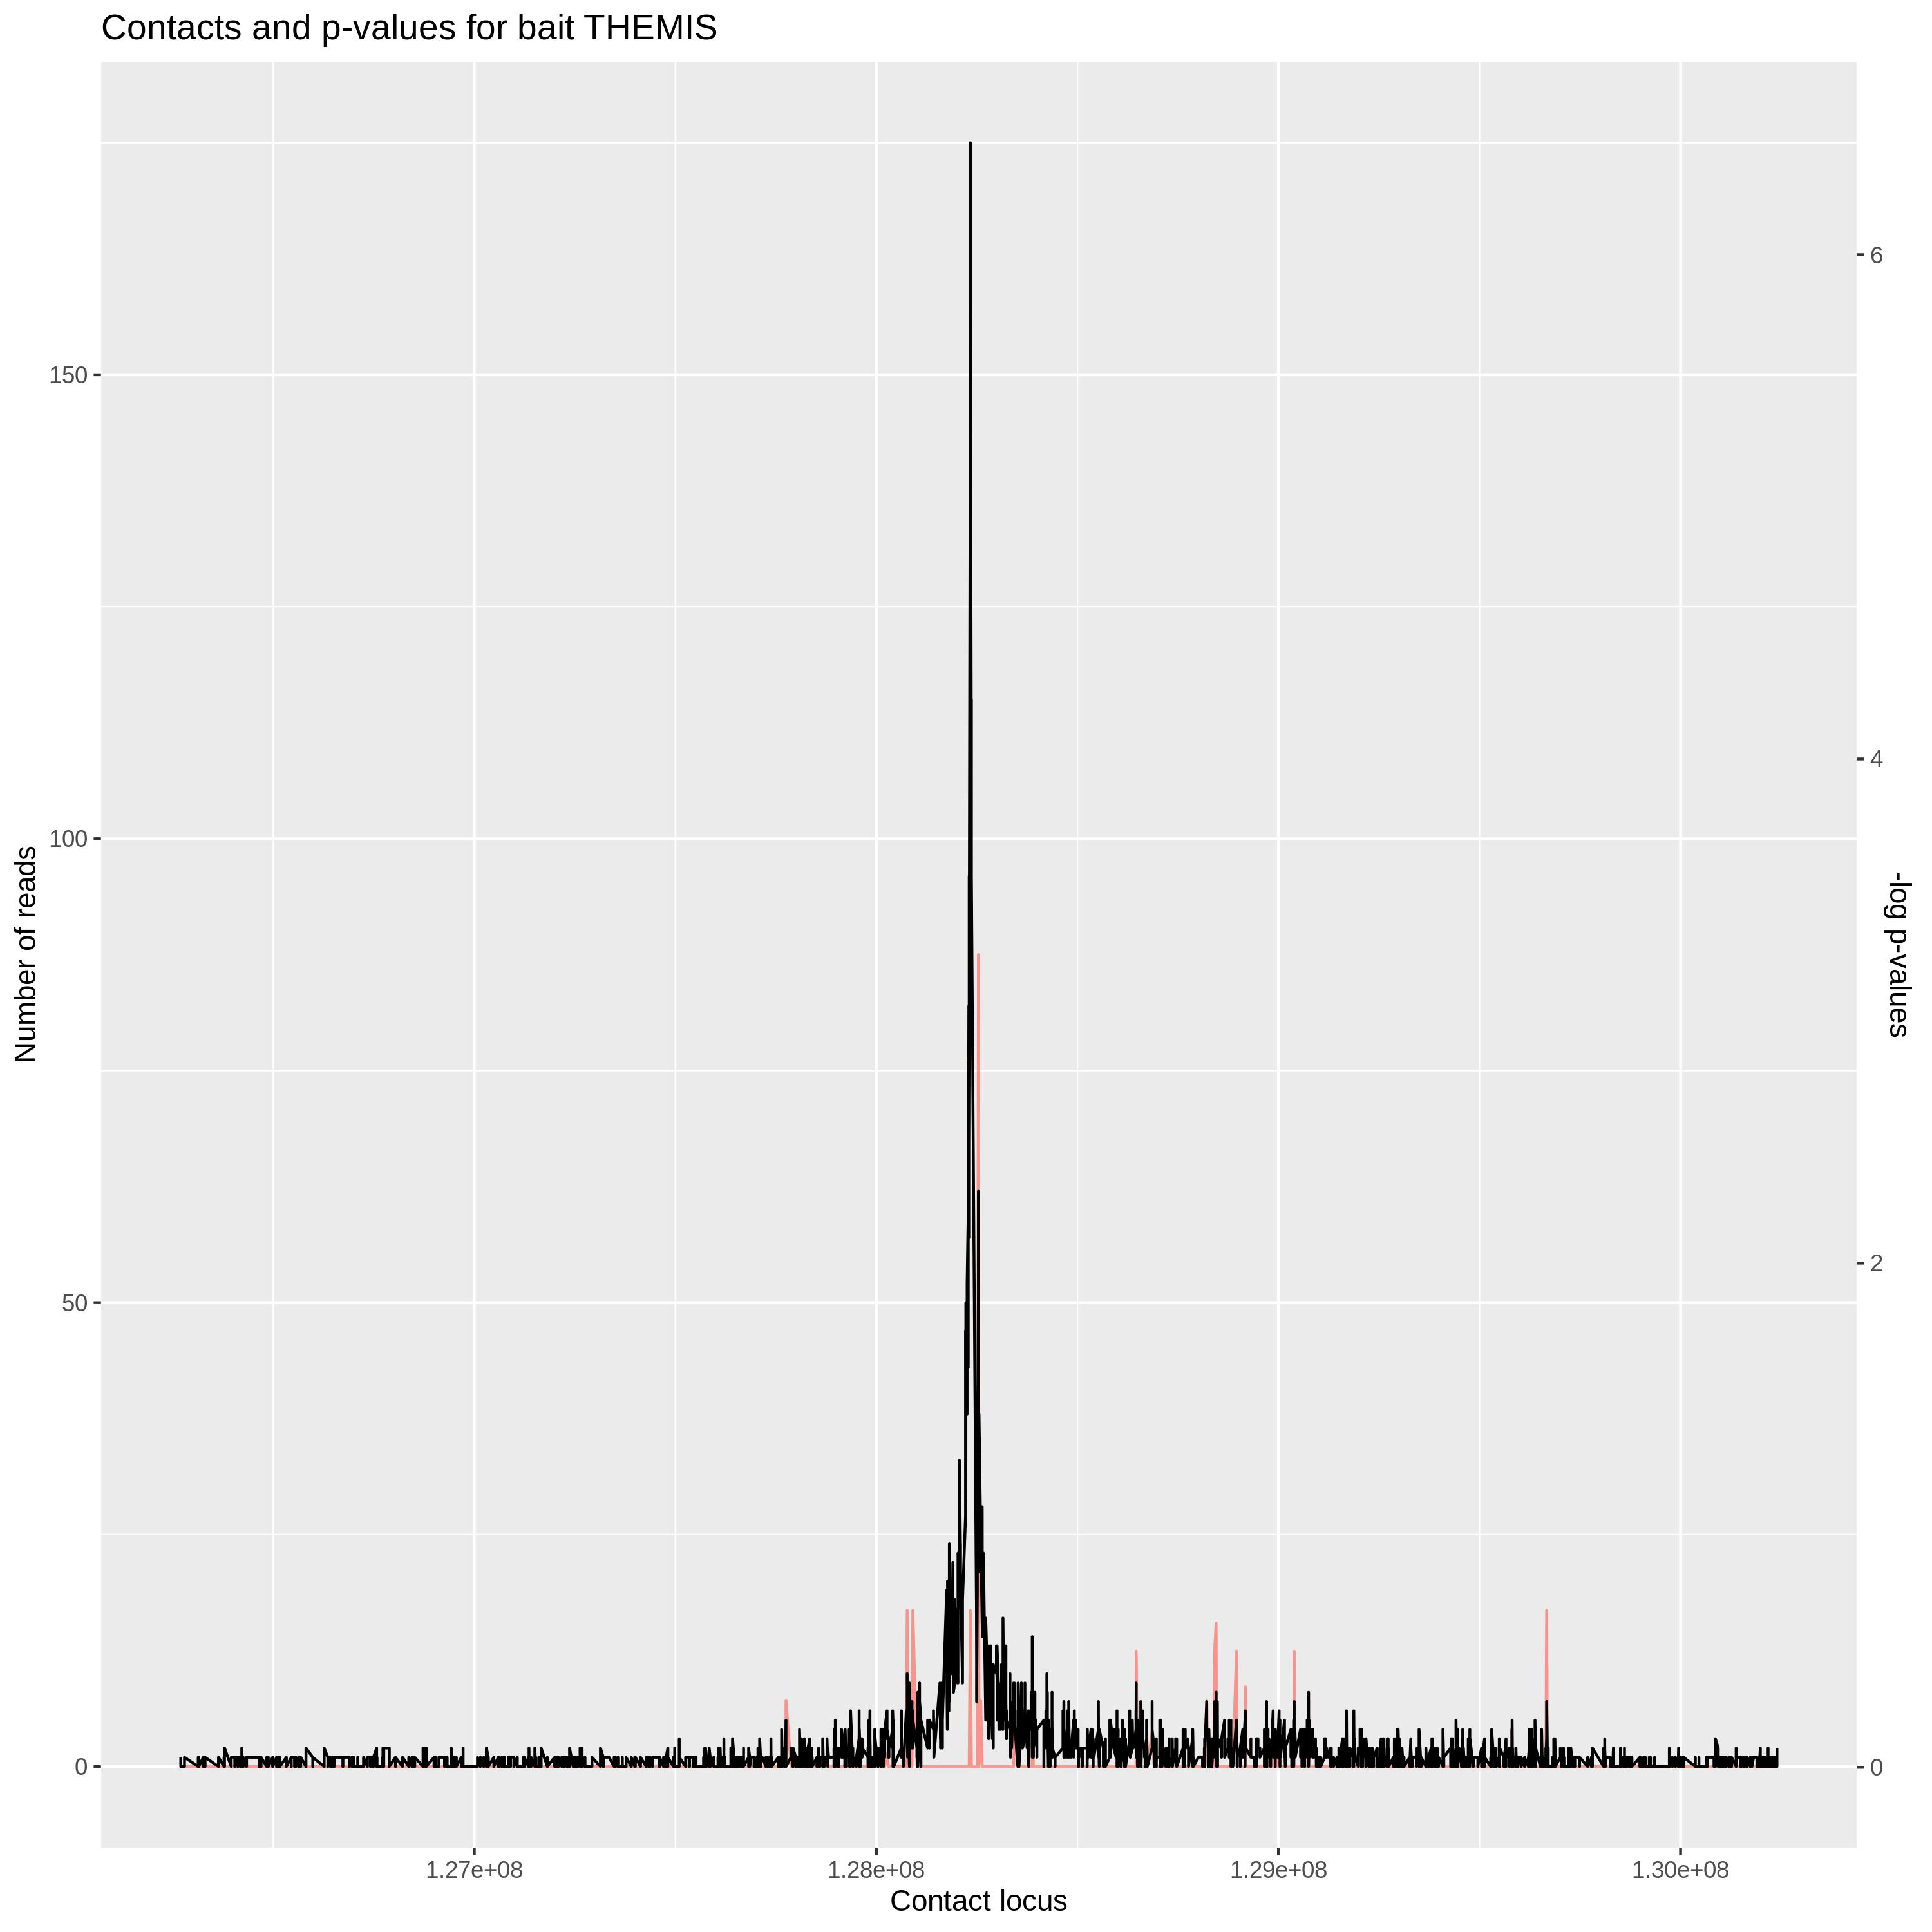 Contacts and p-values for bait THEMIS
150
100
50
0
Number of reads
6
4
2
0
-log p-values
1.27e+08
1.28e+08
1.29e+08
1.30e+08
Contact locus